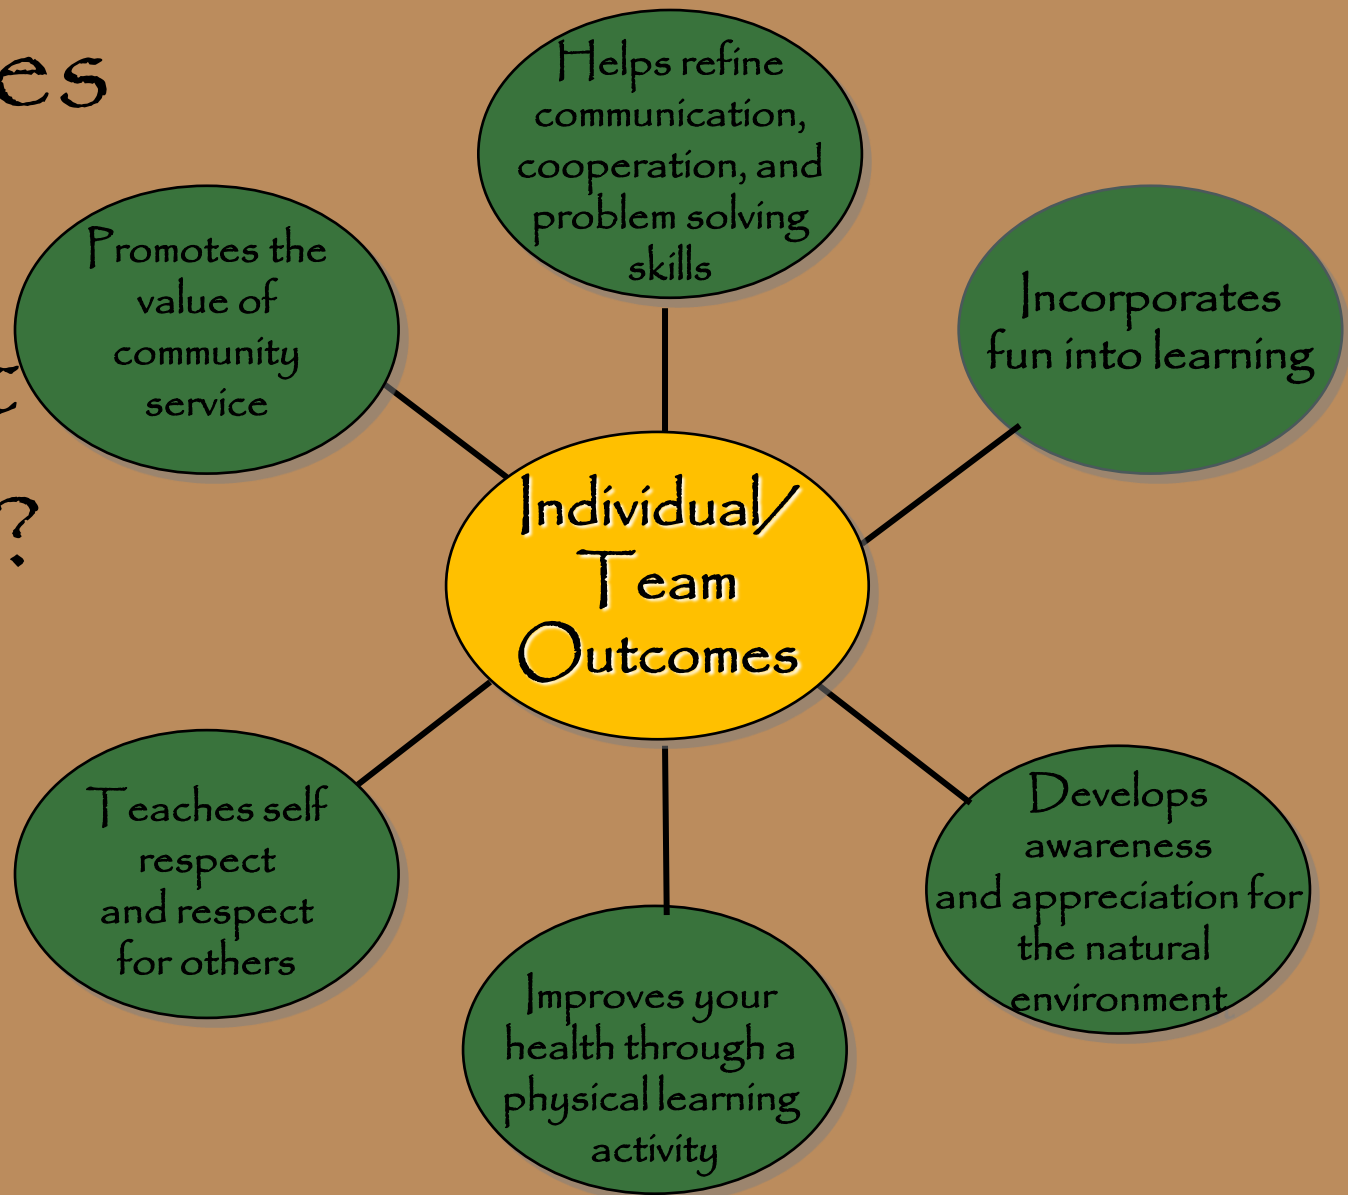 Helps refine
communication,
cooperation, and
problem solving
skills
Promotes the
value of
community
service
Incorporates
fun into learning
?
Individual/
Team
Outcomes
Teaches self
respect
and respect
for others
Develops
awareness
and appreciation for
the natural
environment
Improves your
health through a
physical learning
activity